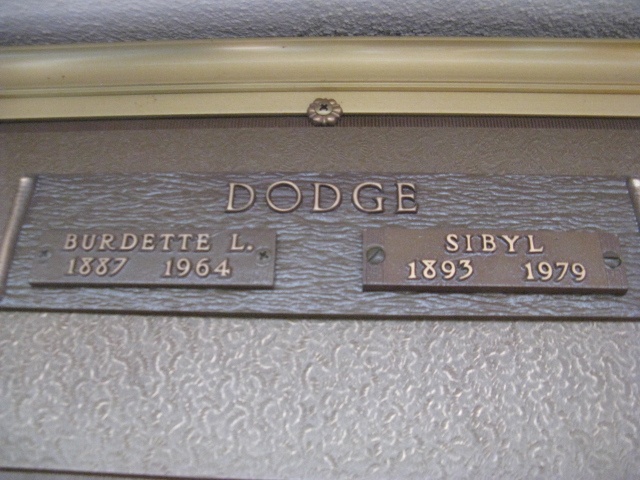 DODGE
BURDETTE L.
1887 1964
SIBYL
1893 1979